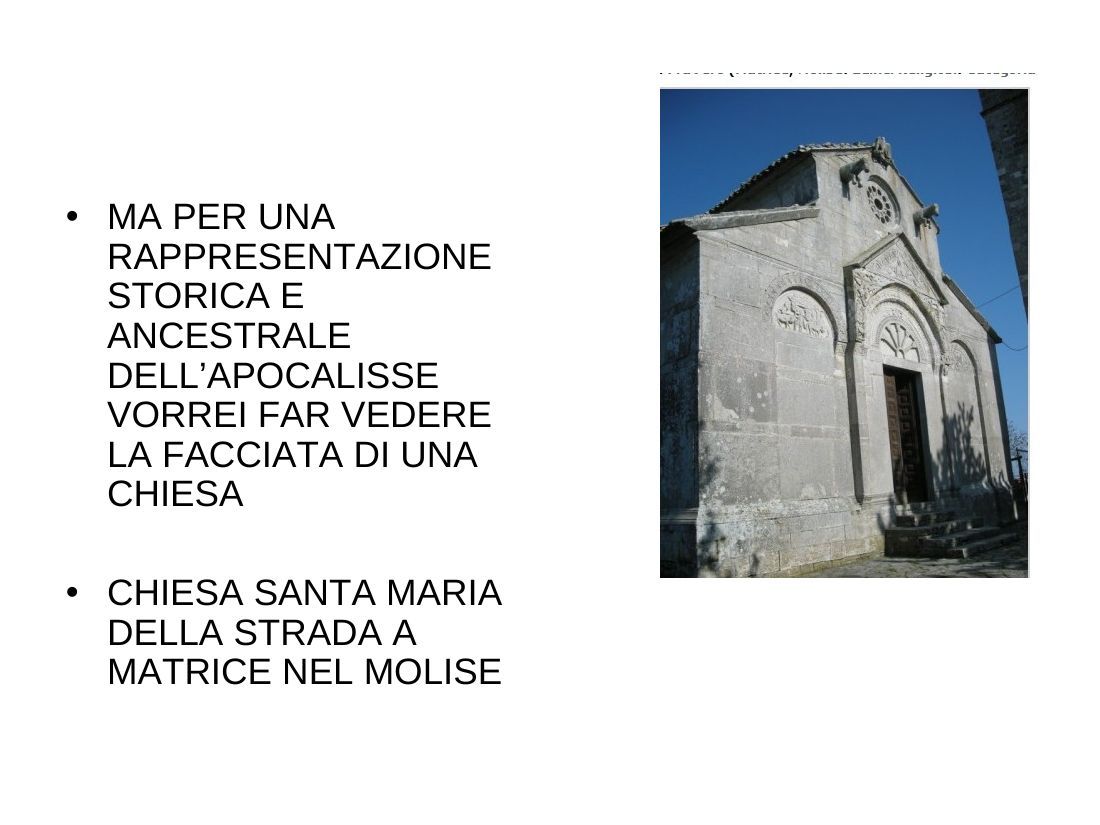 • MA PER UNA
RAPPRESENTAZIONE
STORICA E
ANCESTRALE
DELL’APOCALISSE
VORREI FAR VEDERE
LA FACCIATA DI UNA
CHIESA
• CHIESA SANTA MARIA
DELLA STRADA A
MATRICE NEL MOLISE